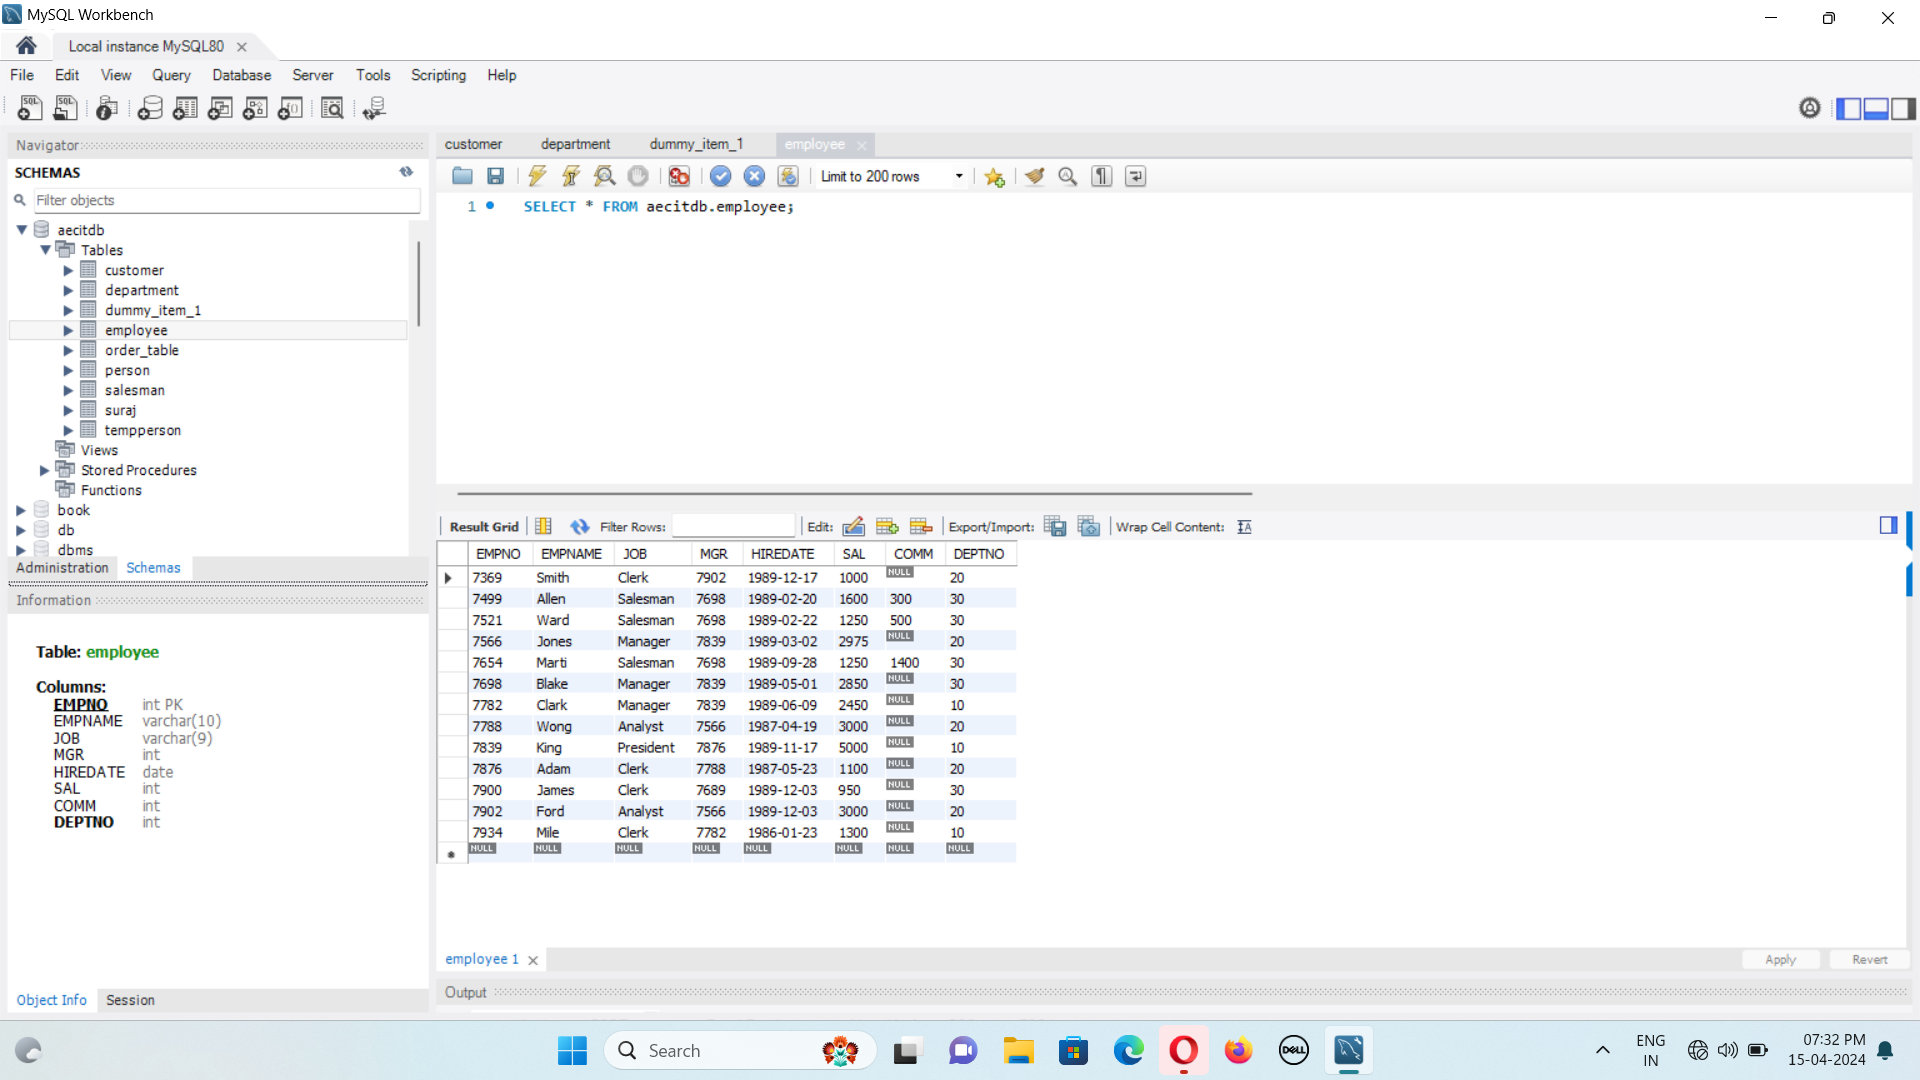 MySQL Workbench
Local instance MySQL80
File Edit View Query Database Server Tools Scripting Help
Navigator
SCHEMAS
Filter objects
aecitdb
Tables
customer
department
dummy_item_1
employee
order_table
person
salesman
suraj
tempperson
Views
Stored Procedures
Functions
book
db
dbms
Administration Schemas
Information
Table: employee
Columns:
EMPNO int PK
EMPNAME varchar(10)
JOB varchar(9)
MGR int
HIREDATE date
SAL int
COMM int
DEPTNO int
Object Info Session
customer department dummy_item_1 employee
Limit to 200 rows
1 SELECT * FROM aecitdb.employee;
Result Grid Filter Rows: Edit: Export/Import: Wrap Cell Content:
EMPNO EMPNAME JOB MGR HIREDATE SAL COMM DEPTNO
7369 Smith Clerk 7902 1989-12-17 1000 NULL 20
7499 Allen Salesman 7698 1989-02-20 1600 300 30
7521 Ward Salesman 7698 1989-02-22 1250 500 30
7566 Jones Manager 7839 1989-03-02 2975 NULL 20
7654 Marti Salesman 7698 1989-09-28 1250 1400 30
7698 Blake Manager 7839 1989-05-01 2850 NULL 30
7782 Clark Manager 7839 1989-06-09 2450 NULL 10
7788 Wong Analyst 7566 1987-04-19 3000 NULL 20
7839 King President 7876 1989-11-17 5000 NULL 10
7876 Adam Clerk 7788 1987-05-23 1100 NULL 20
7900 James Clerk 7689 1989-12-03 950 NULL 30
7902 Ford Analyst 7566 1989-12-03 3000 NULL 20
7934 Mile Clerk 7782 1986-01-23 1300 NULL 10
NULL NULL NULL NULL NULL NULL NULL NULL
employee 1
Apply Revert
Output
Search
DELL
ENG
IN
07:32 PM
15-04-2024